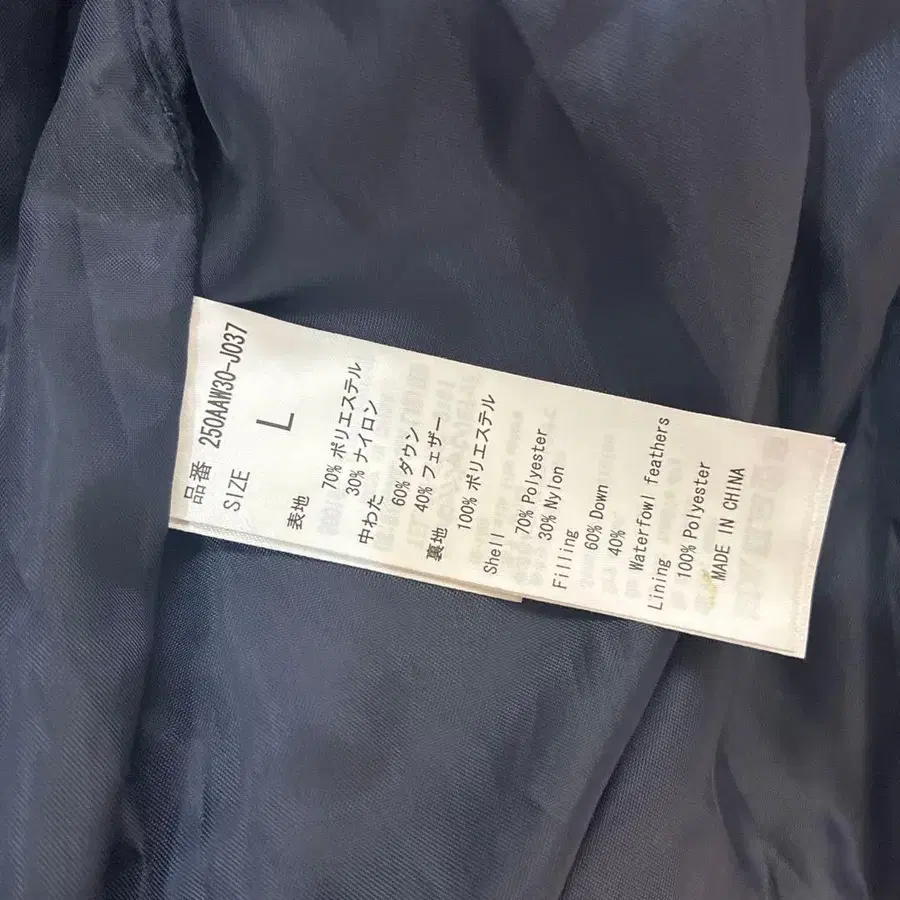 品番 250AAW30-J037
SIZE L
表地
70% ポリエステル
30% ナイロン
中わた
60% ダウン
40% フェザー
裏地
100% ポリエステル
Shell
70% Polyester
30% Nylon
Filling
60% Down
40%
Waterfowl feathers
Lining
100% Polyester
MADE IN CHINA